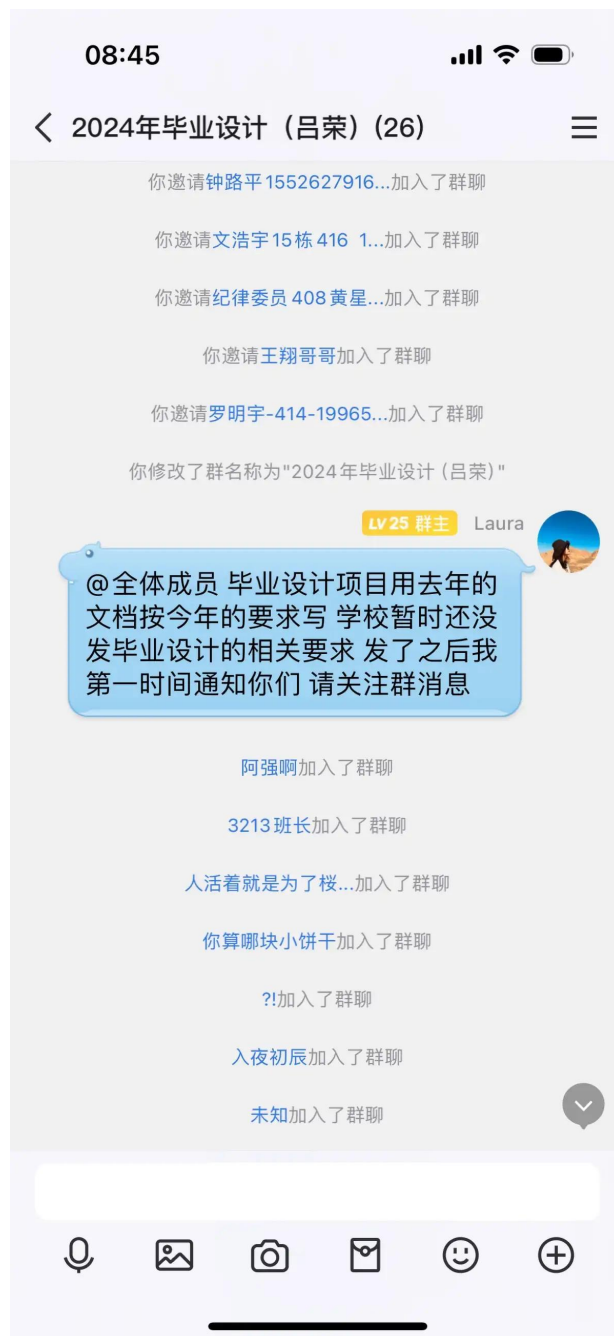 08:45
2024年毕业设计（吕荣）(26)
你邀请钟路平1552627916...加入了群聊
你邀请文浩宇15栋416 1...加入了群聊
你邀请纪律委员408黄星...加入了群聊
你邀请王翔哥哥加入了群聊
你邀请罗明宇-414-19965...加入了群聊
你修改了群名称为"2024年毕业设计（吕荣）"
LV25 群主 Laura
@全体成员 毕业设计项目用去年的
文档按今年的要求写 学校暂时还没
发毕业设计的相关要求 发了之后我
第一时间通知你们 请关注群消息
阿强啊加入了群聊
3213班长加入了群聊
人活着就是为了桜...加入了群聊
你算哪块小饼干加入了群聊
?!加入了群聊
入夜初辰加入了群聊
未知加入了群聊